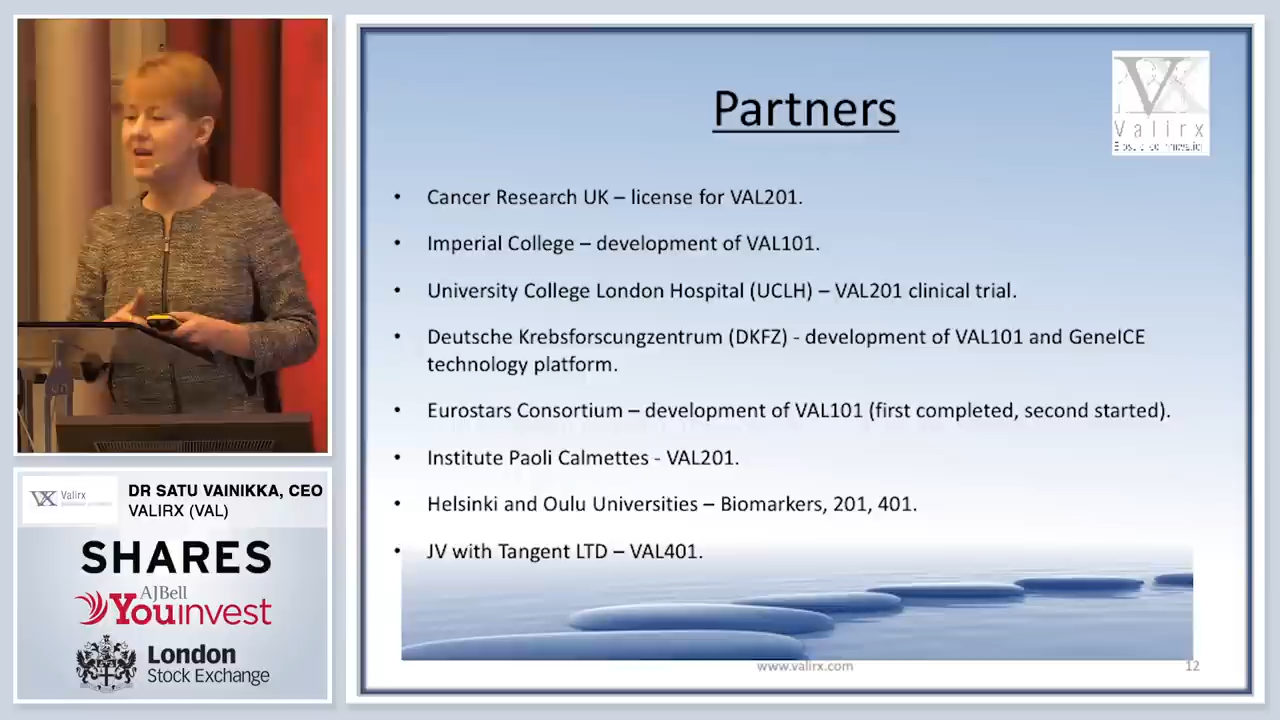 Partners
VX
Valirx
• Cancer Research UK – license for VAL201.
• Imperial College – development of VAL101.
• University College London Hospital (UCLH) – VAL201 clinical trial.
• Deutsche Krebsforscungzentrum (DKFZ) - development of VAL101 and GeneICE
technology platform.
• Eurostars Consortium – development of VAL101 (first completed, second started).
• Institute Paoli Calmettes - VAL201.
• Helsinki and Oulu Universities – Biomarkers, 201, 401.
• JV with Tangent LTD – VAL401.
www.valirx.com
12
VX Valirx
DR SATU VAINIKKA, CEO
VALIRX (VAL)
SHARES
AJBell
Youinvest
London
Stock Exchange